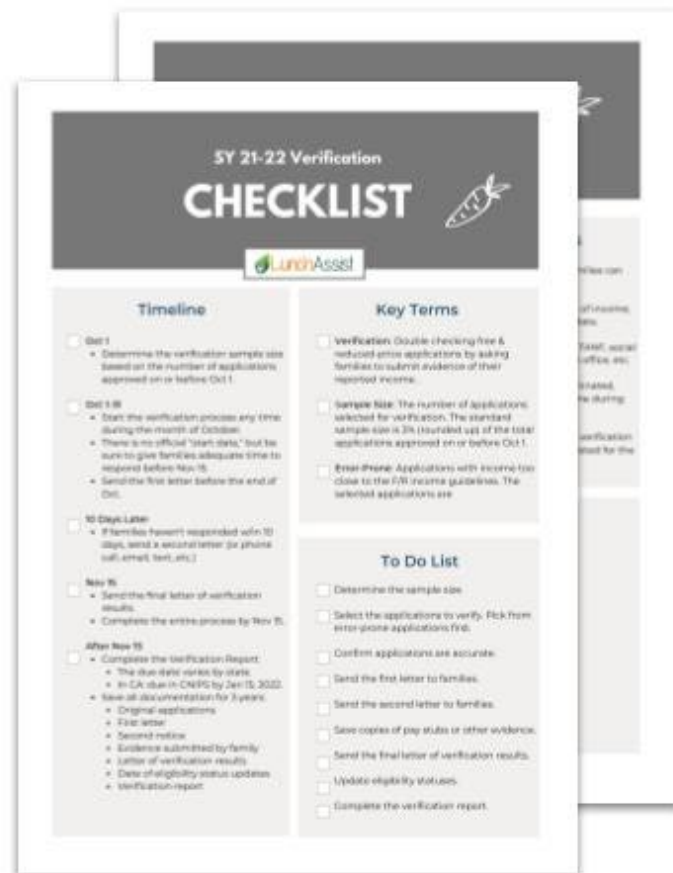 SY 21-22 Verification
CHECKLIST
LunchAssist
Timeline
Oct 1
• Determine the verification sample size
based on the number of applications
approved on or before Oct 1.
Oct 1-31
• Start the verification process any time
during the month of October.
• There is no official "start date," but be
sure to give families adequate time to
respond before Nov 15.
• Send the first letter before the end of
Oct.
10 Days Later
• If families haven't responded w/in 10
days, send a second letter (or phone
call, email, text, etc.)
Nov 15
• Send the final letter of verification
results.
• Complete the entire process by Nov 15.
After Nov 15
• Complete the Verification Report
• The due date varies by state.
• In CA: due in CNIPS by Jan 15, 2022.
• Save all documentation for 3 years:
• Original applications
• First letter
• Second notice
• Evidence submitted by family
• Letter of verification results
• Date of eligibility status updates
• Verification report
Key Terms
Verification: Double checking free &
reduced-price applications by asking
families to submit evidence of their
reported income.
Sample Size: The number of applications
selected for verification. The standard
sample size is 3% (rounded up) of the total
applications approved on or before Oct 1.
Error-Prone: Applications with income too
close to the F/R income guidelines. The
selected applications are
To Do List
Determine the sample size.
Select the applications to verify. Pick from
error-prone applications first.
Confirm applications are accurate.
Send the first letter to families.
Send the second letter to families.
Save copies of pay stubs or other evidence.
Send the final letter of verification results.
Update eligibility statuses.
Complete the verification report.
families can
of income,
social
office, etc.
during
verification
for the